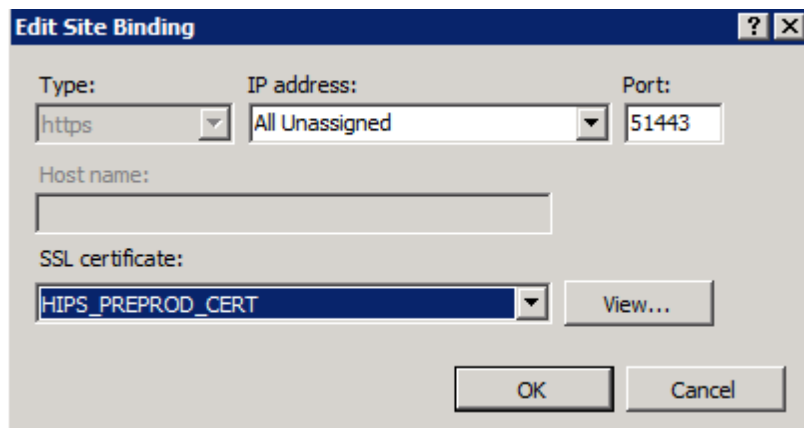 Edit Site Binding
Type: IP address: Port:
https All Unassigned 51443
Host name:
SSL certificate:
HIPS_PREPROD_CERT View...
OK Cancel